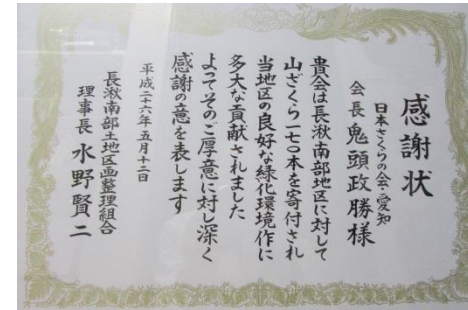 感謝状
日本さくらの会・愛知
会長 鬼頭政勝様
貴会は長湫南部地区に対して
山ざくら一七〇本を寄付され
当地区の良好な緑化環境作に
多大な貢献されました
よってそのご厚意に対し深く
感謝の意を表します
平成二十六年五月十二日
長湫南部土地区画整理組合
理事長 水野賢二